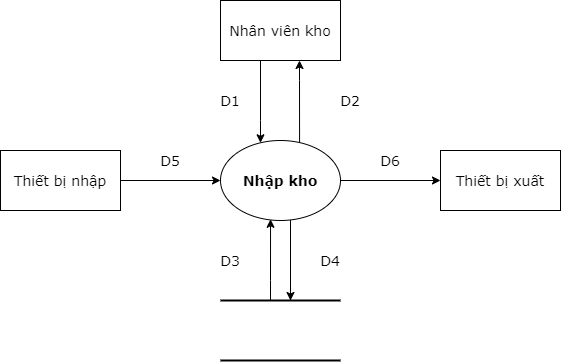 Nhân viên kho
D1
D2
D5
D6
Thiết bị nhập
Nhập kho
Thiết bị xuất
D3
D4